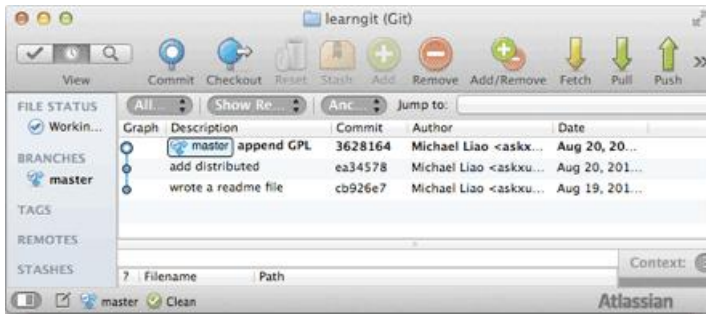 learngit (Git)
View Commit Checkout Reset Stash Add Remove Add/Remove Fetch Pull Push
FILE STATUS
Workin...
BRANCHES
master
TAGS
REMOTES
STASHES
All... Show Re... Anc... Jump to:
Graph Description Commit Author Date
master append GPL 3628164 Michael Liao <askx... Aug 20, 20...
add distributed ea34578 Michael Liao <askxu... Aug 20, 201...
wrote a readme file cb926e7 Michael Liao <askxu... Aug 19, 201...
Context:
? Filename Path
master Clean
Atlassian